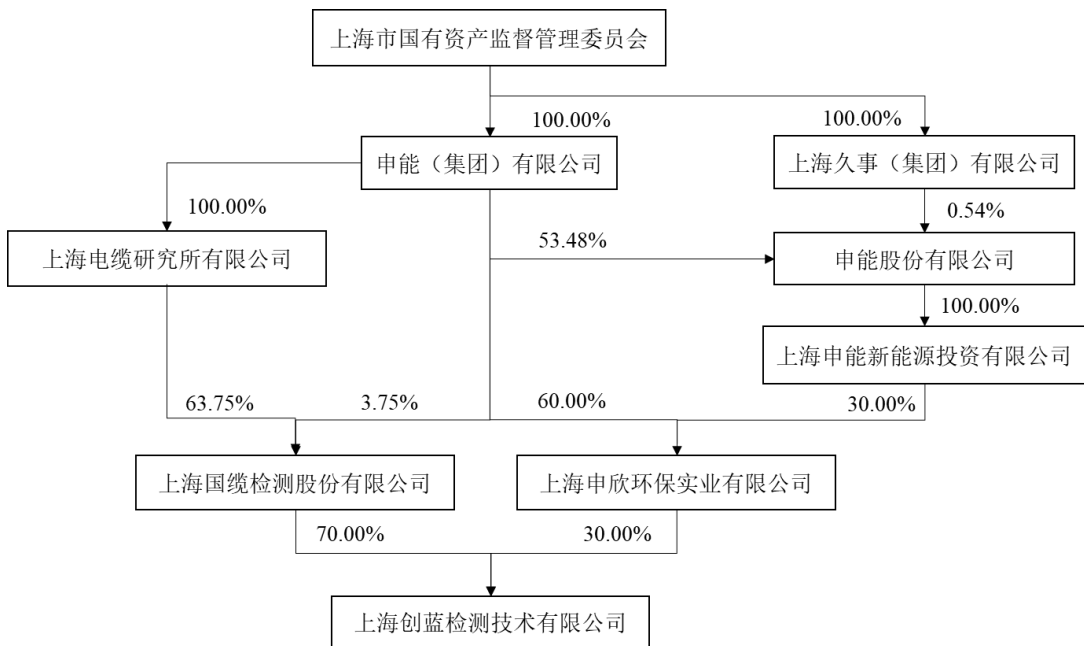 上海市国有资产监督管理委员会
100.00%
100.00%
申能（集团）有限公司
上海久事（集团）有限公司
100.00%
0.54%
上海电缆研究所有限公司
53.48%
申能股份有限公司
100.00%
上海申能新能源投资有限公司
63.75%
3.75%
60.00%
30.00%
上海国缆检测股份有限公司
上海申欣环保实业有限公司
70.00%
30.00%
上海创蓝检测技术有限公司